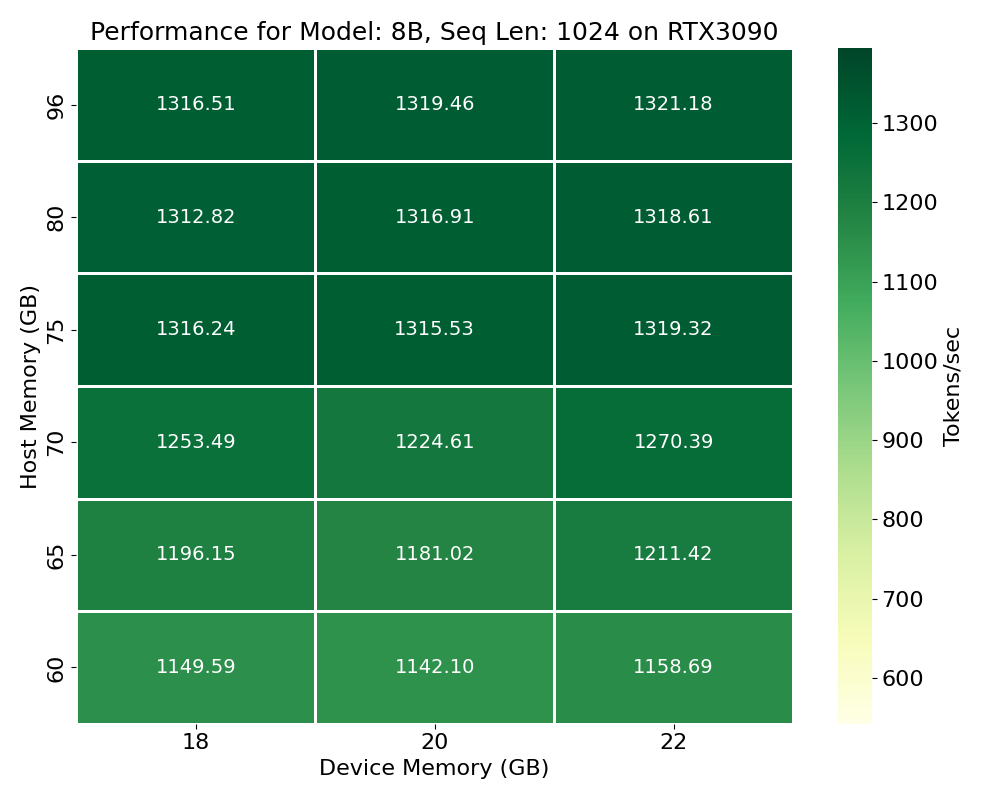 Performance for Model: 8B, Seq Len: 1024 on RTX3090
96
1316.51 1319.46 1321.18
80
1312.82 1316.91 1318.61
75
1316.24 1315.53 1319.32
70
1253.49 1224.61 1270.39
65
1196.15 1181.02 1211.42
60
1149.59 1142.10 1158.69
18 20 22
Device Memory (GB)
Host Memory (GB)
1300
1200
1100
1000
900
800
700
600
Tokens/sec